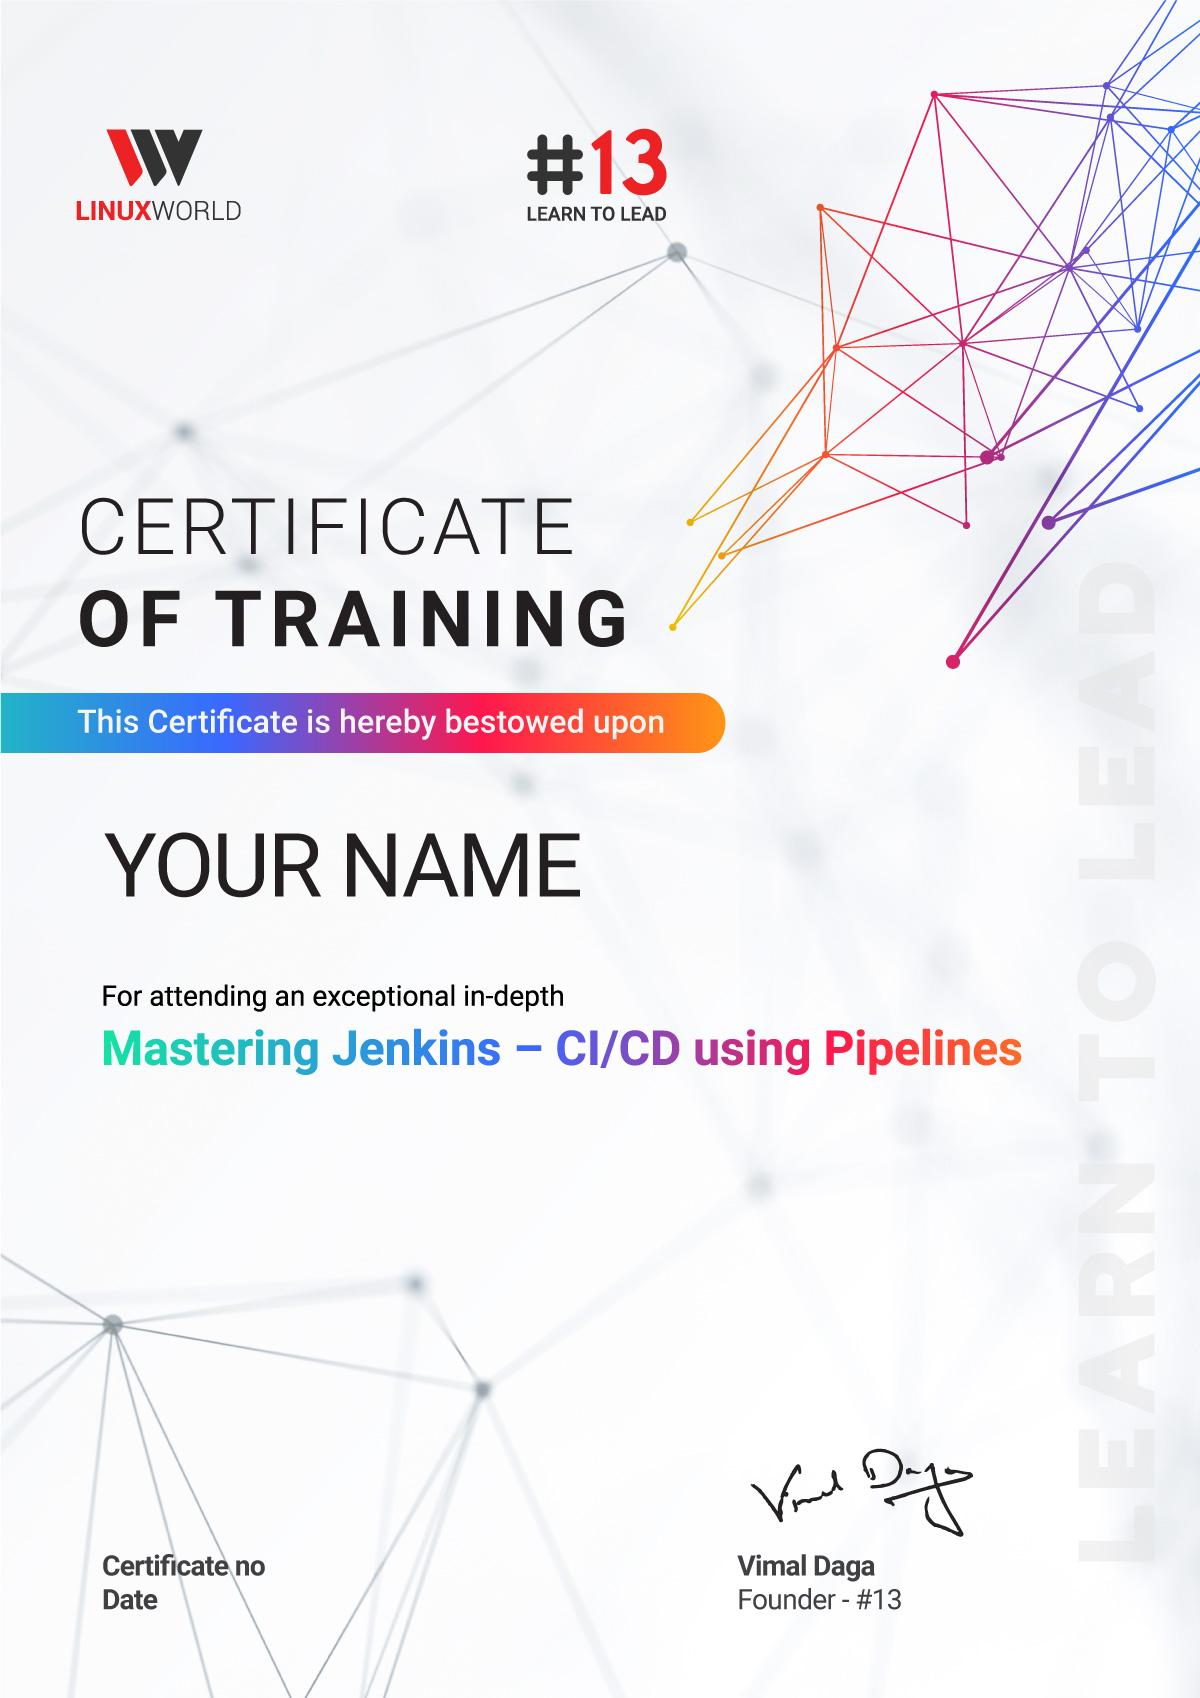 LINUXWORLD
#13
LEARN TO LEAD
CERTIFICATE
OF TRAINING
This Certificate is hereby bestowed upon
YOUR NAME
For attending an exceptional in-depth
Mastering Jenkins – CI/CD using Pipelines
LEARN TO LEAD
Vimal Daga
Certificate no
Date
Vimal Daga
Founder - #13